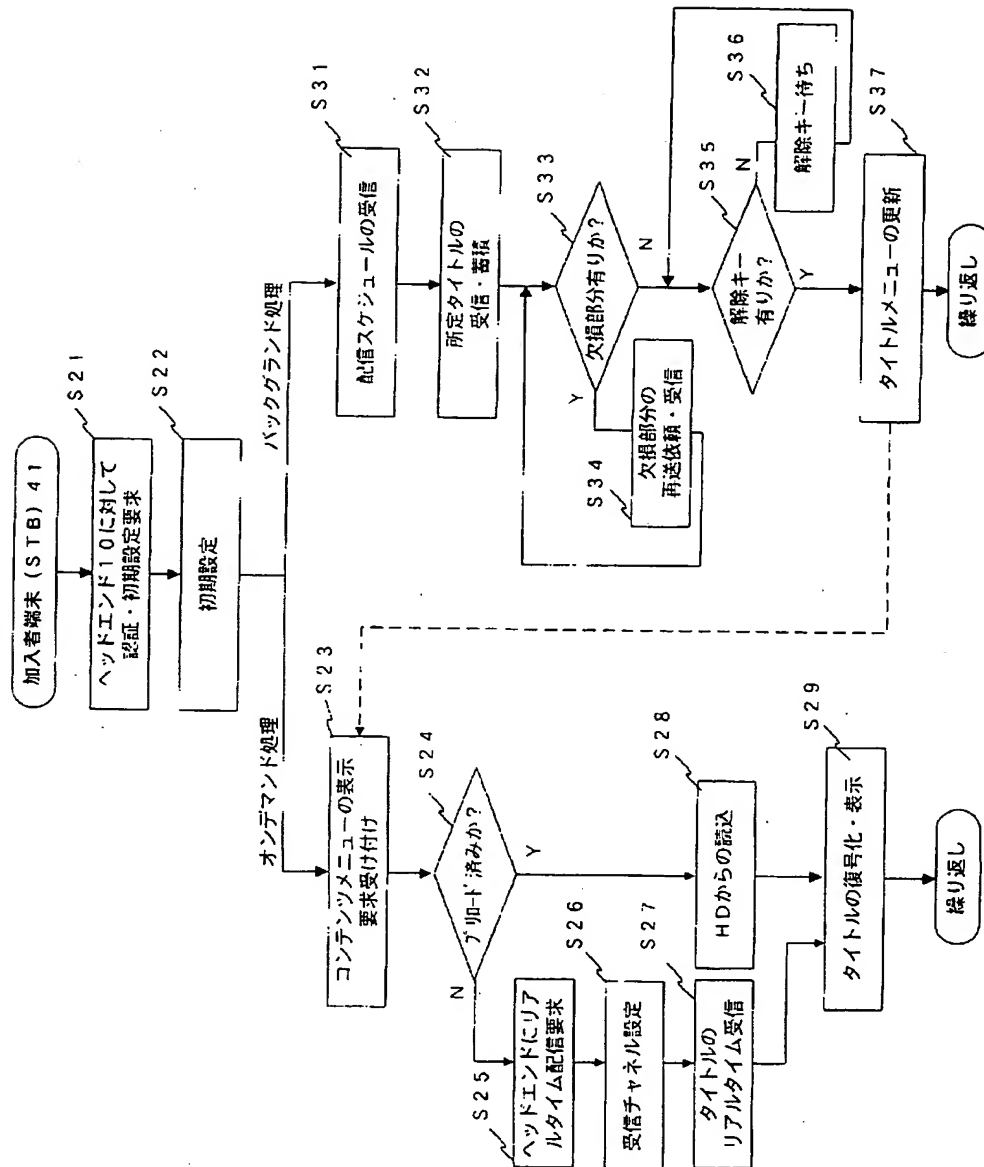 加入者端末(STB)41
S21
ヘッドエンド10に対して
認証・初期設定要求
S22
初期設定
オンデマンド処理
バックグランド処理
S23
コンテンツメニューの表示
要求受け付け
S24
プリロード済みか?
N
Y
S25
ヘッドエンドにリア
ルタイム配信要求
S26
受信チャネル設定
S27
タイトルの
リアルタイム受信
S28
HDからの読込
S29
タイトルの復号化・表示
繰り返し
S31
配信スケジュールの受信
S32
所定タイトルの
受信・蓄積
S33
欠損部分有りか?
Y
N
S34
欠損部分の
再送依頼・受信
S35
解除キー
有りか?
N
Y
S36
解除キー待ち
S37
タイトルメニューの更新
繰り返し